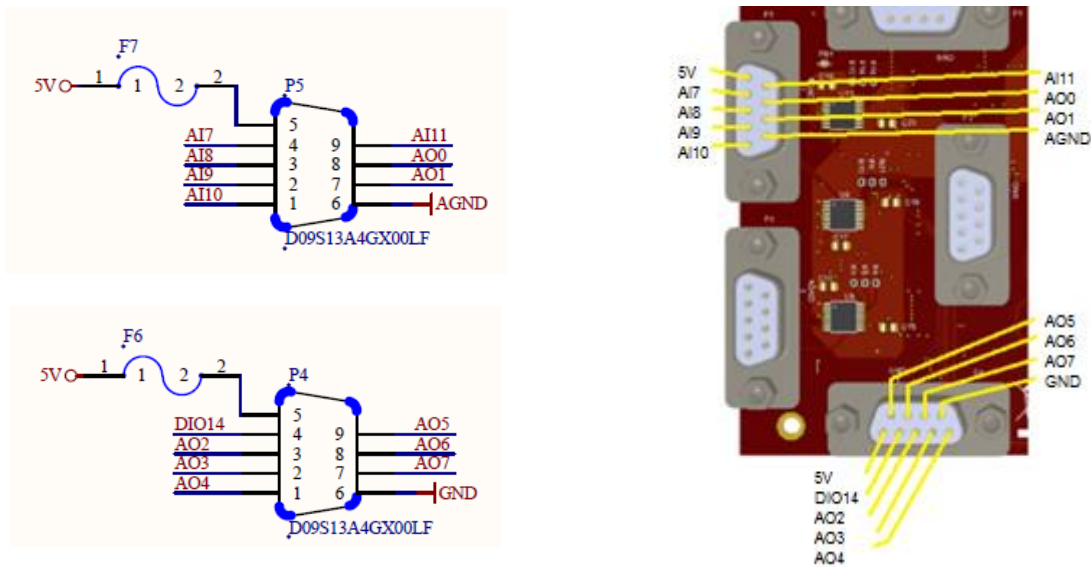 F7
5V 1 1 2 2
P5
5
AI7 4 9 AI11
AI8 3 8 AO0
AI9 2 7 AO1
AI10 1 6 AGND
D09S13A4GX00LF
F6
5V 1 1 2 2
P4
5
DIO14 4 9 AO5
AO2 3 8 AO6
AO3 2 7 AO7
AO4 1 6 GND
D09S13A4GX00LF
5V
AI7
AI8
AI9
AI10
AI11
AO0
AO1
AGND
AO5
AO6
AO7
GND
5V
DIO14
AO2
AO3
AO4